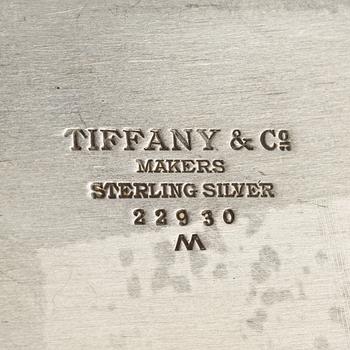 TIFFANY & Co
MAKERS
STERLING SILVER
22930
M